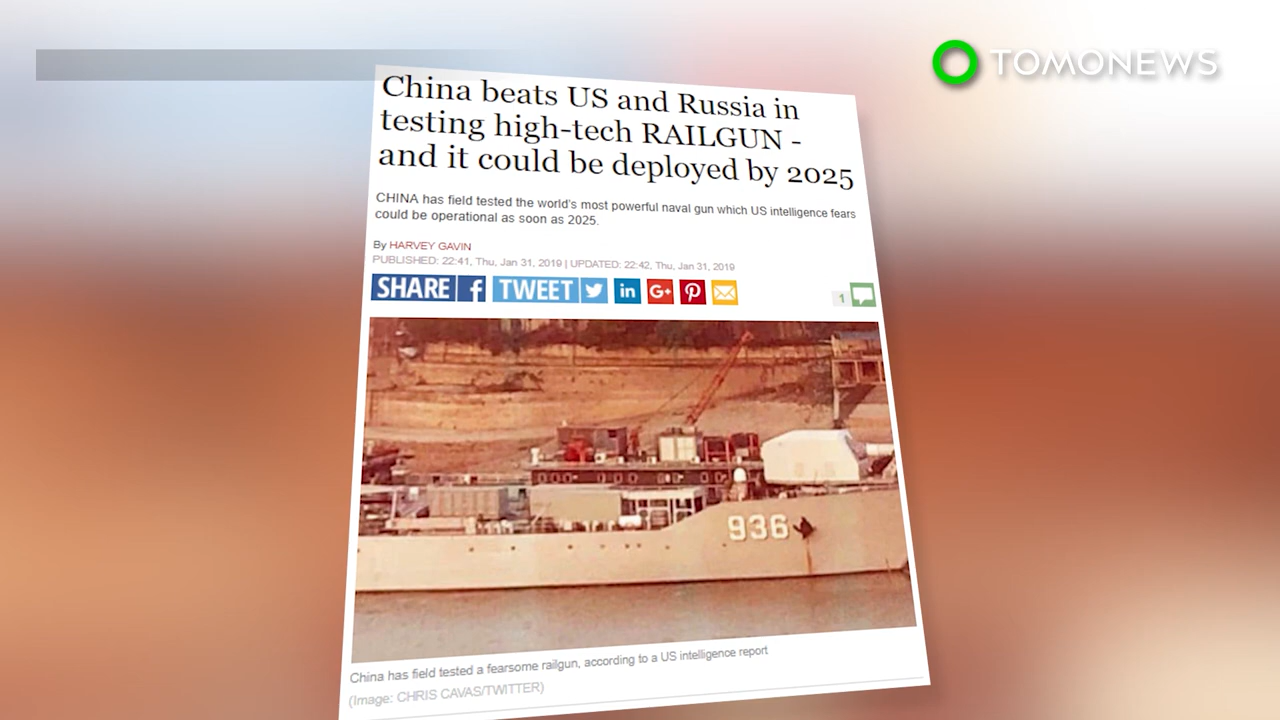 TOMONEWS
China beats US and Russia in
testing high-tech RAILGUN -
and it could be deployed by 2025
CHINA has field tested the world's most powerful naval gun which US intelligence fears
could be operational as soon as 2025.
By HARVEY GAVIN
PUBLISHED: 22:41, Thu, Jan 31, 2019 | UPDATED: 22:42, Thu, Jan 31, 2019
SHARE f TWEET in G+ 1
936
China has field tested a fearsome railgun, according to a US intelligence report
(Image: CHRIS CAVAS/TWITTER)